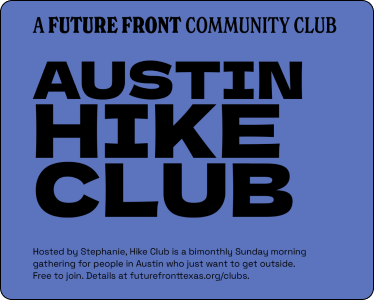 A FUTURE FRONT COMMUNITY CLUB
AUSTIN
HIKE
CLUB
Hosted by Stephanie, Hike Club is a bimonthly Sunday morning
gathering for people in Austin who just want to get outside.
Free to join. Details at futurefronttexas.org/clubs.